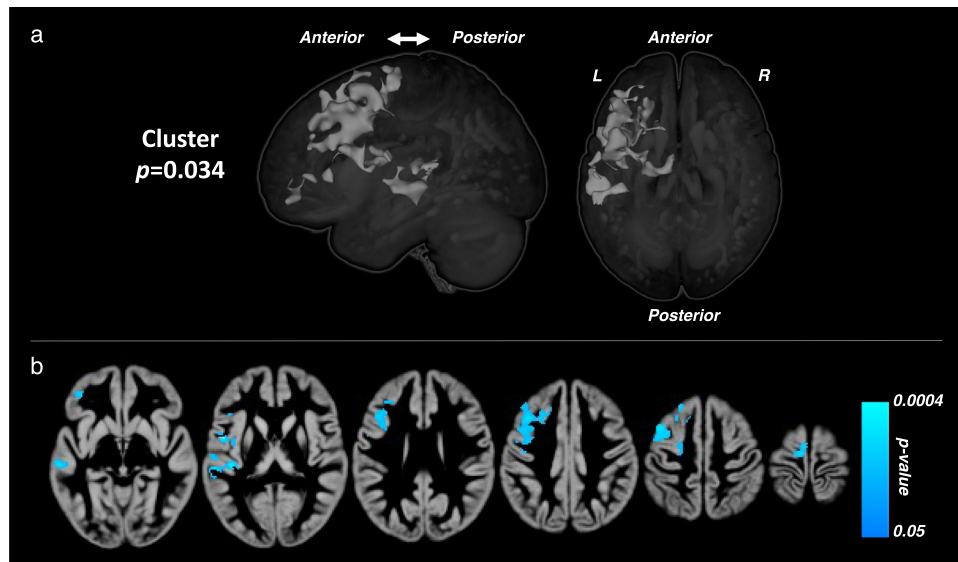 a
Anterior
Posterior
Anterior
L
R
Cluster
p=0.034
Posterior
b
0.0004
p-value
0.05